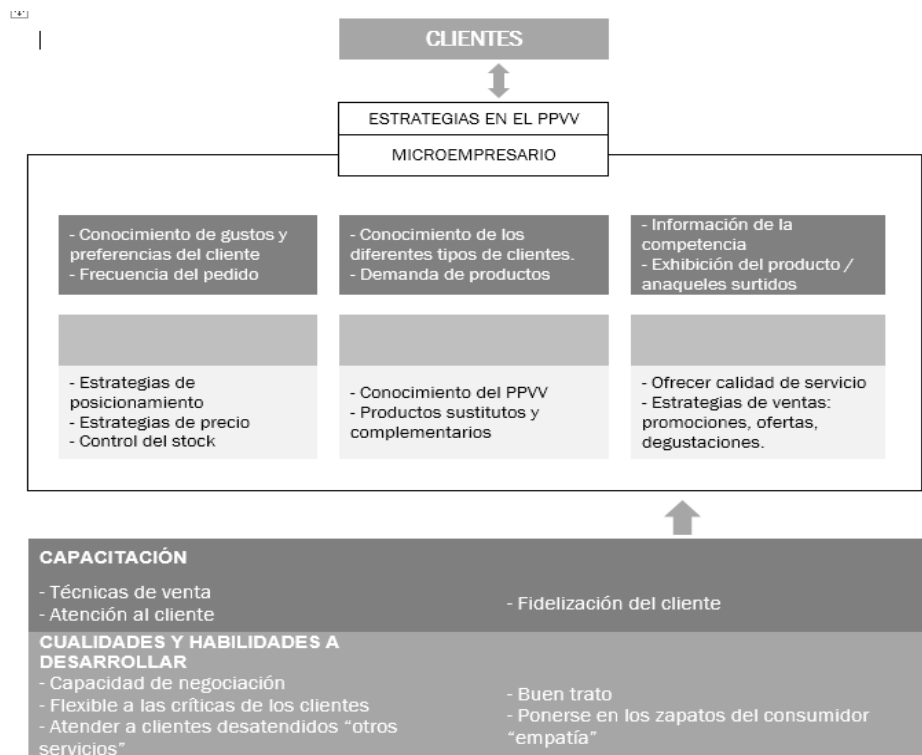 CLIENTES
ESTRATEGIAS EN EL PPVV
MICROEMPRESARIO
- Conocimiento de gustos y
preferencias del cliente
- Frecuencia del pedido
- Conocimiento de los
diferentes tipos de clientes.
- Demanda de productos
- Información de la
competencia
- Exhibición del producto /
anaqueles surtidos
- Estrategias de
posicionamiento
- Estrategias de precio
- Control del stock
- Conocimiento del PPVV
- Productos sustitutos y
complementarios
- Ofrecer calidad de servicio
- Estrategias de ventas:
promociones, ofertas,
degustaciones.
CAPACITACIÓN
- Técnicas de venta
- Atención al cliente
- Fidelización del cliente
CUALIDADES Y HABILIDADES A
DESARROLLAR
- Capacidad de negociación
- Flexible a las críticas de los clientes
- Atender a clientes desatendidos “otros
servicios”
- Buen trato
- Ponerse en los zapatos del consumidor
“empatía”